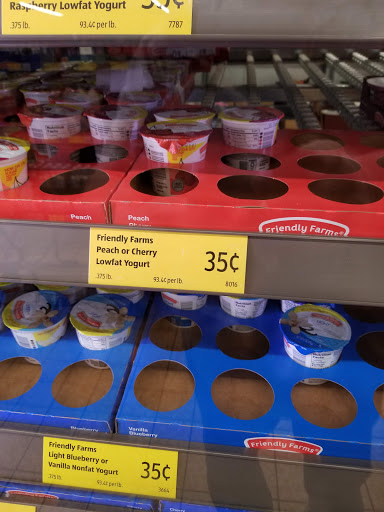 Raspberry Lowfat Yogurt
.375 lb.
93.4¢ per lb.
7787
Peach
Peach
Friendly Farms
Friendly Farms
Peach or Cherry
Lowfat Yogurt
35¢
.375 lb.
93.4¢ per lb.
8016
Vanilla
Blueberry
Friendly Farms
Friendly Farms
Light Blueberry or
Vanilla Nonfat Yogurt
35¢
.375 lb.
93.4¢ per lb.